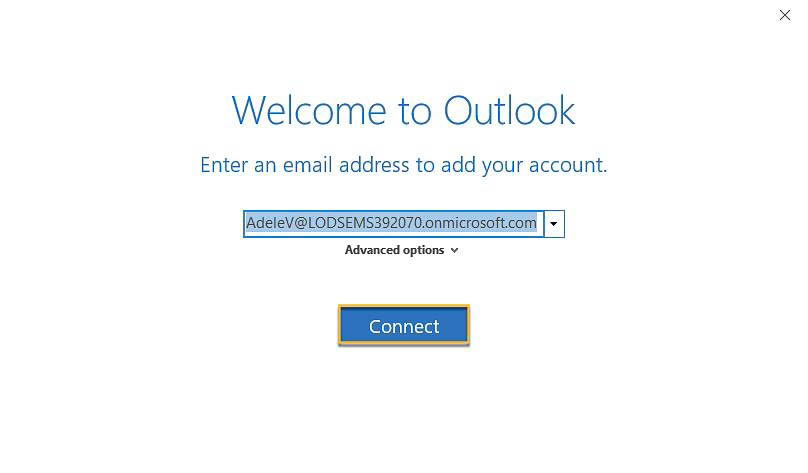 Welcome to Outlook
Enter an email address to add your account.
AdeleV@LODSEMS392070.onmicrosoft.com
Advanced options
Connect